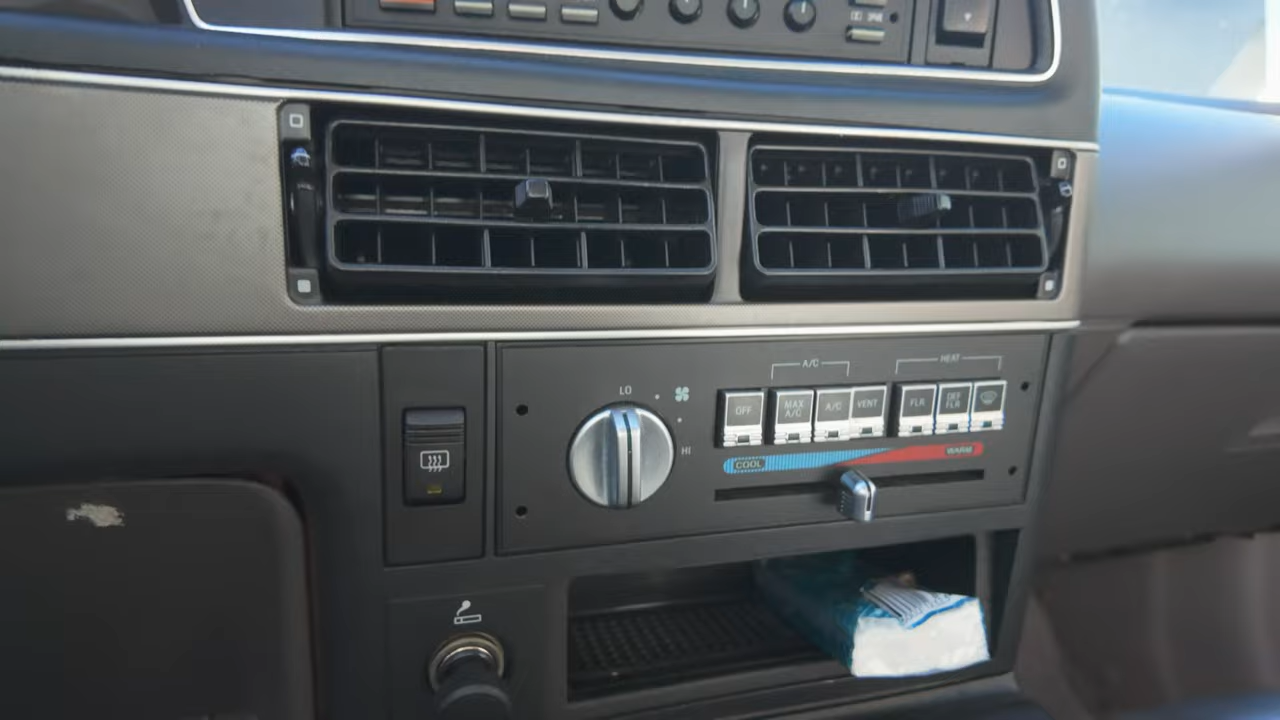 A/C
HEAT
LO
HI
OFF
MAX
A/C
A/C
VENT
FLR
DEF
FLR
COOL
WARM